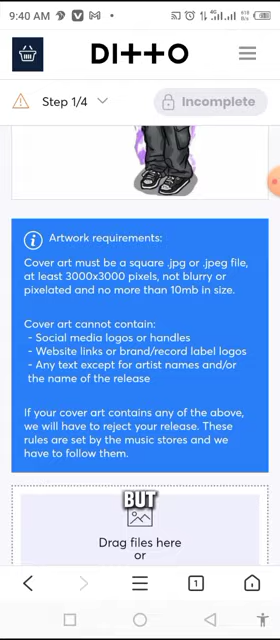 9:40 AM
DITTO
Step 1/4
Incomplete
Artwork requirements:
Cover art must be a square .jpg or .jpeg file,
at least 3000x3000 pixels, not blurry or
pixelated and no more than 10mb in size.
Cover art cannot contain:
- Social media logos or handles
- Website links or brand/record label logos
- Any text except for artist names and/or
the name of the release
If your cover art contains any of the above,
we will have to reject your release. These
rules are set by the music stores and we
have to follow them.
BUT
Drag files here
or
1